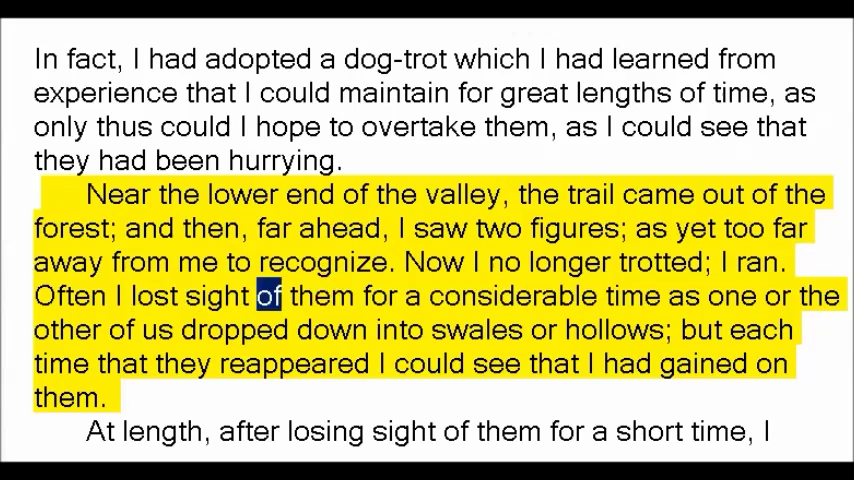 In fact, I had adopted a dog-trot which I had learned from
experience that I could maintain for great lengths of time, as
only thus could I hope to overtake them, as I could see that
they had been hurrying.
Near the lower end of the valley, the trail came out of the
forest; and then, far ahead, I saw two figures; as yet too far
away from me to recognize. Now I no longer trotted; I ran.
Often I lost sight of them for a considerable time as one or the
other of us dropped down into swales or hollows; but each
time that they reappeared I could see that I had gained on
them.
At length, after losing sight of them for a short time, I